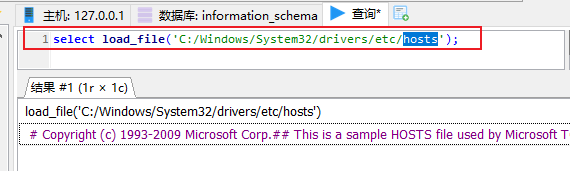 主机: 127.0.0.1 数据库: information_schema 查询*
1 select load_file('C:/Windows/System32/drivers/etc/hosts');
结果 #1 (1r × 1c)
load_file('C:/Windows/System32/drivers/etc/hosts')
# Copyright (c) 1993-2009 Microsoft Corp.## This is a sample HOSTS file used by Microsoft